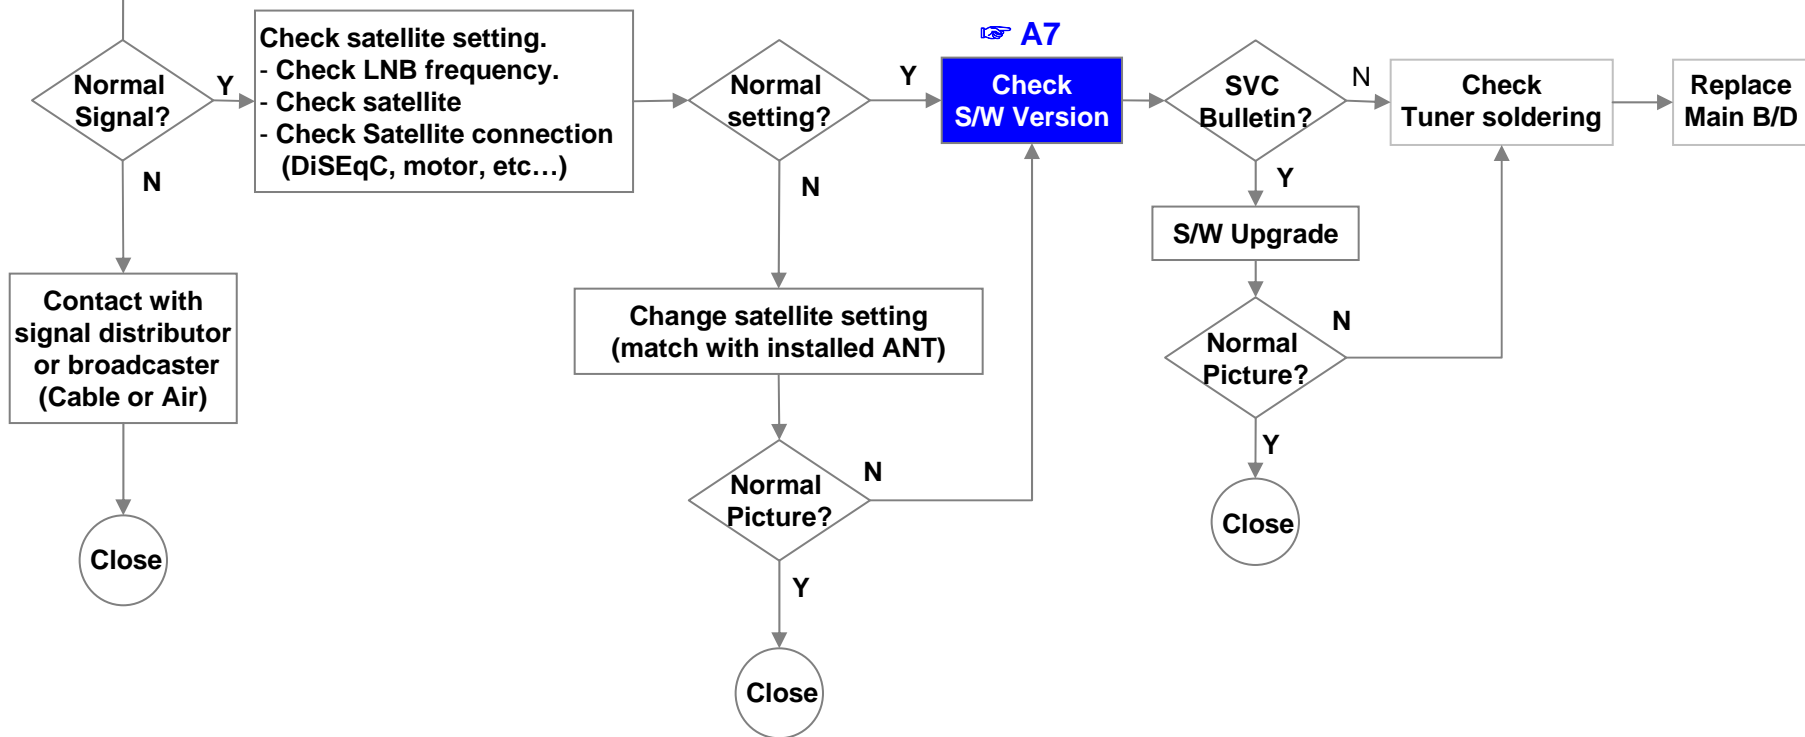 Normal
Signal?
Y
N
Check satellite setting.
- Check LNB frequency.
- Check satellite
- Check Satellite connection
(DiSEqC, motor, etc…)
Contact with
signal distributor
or broadcaster
(Cable or Air)
Close
Normal
setting?
Y
N
Change satellite setting
(match with installed ANT)
Normal
Picture?
N
Y
Close
☞ A7
Check
S/W Version
SVC
Bulletin?
N
Y
S/W Upgrade
Normal
Picture?
N
Y
Close
Check
Tuner soldering
Replace
Main B/D